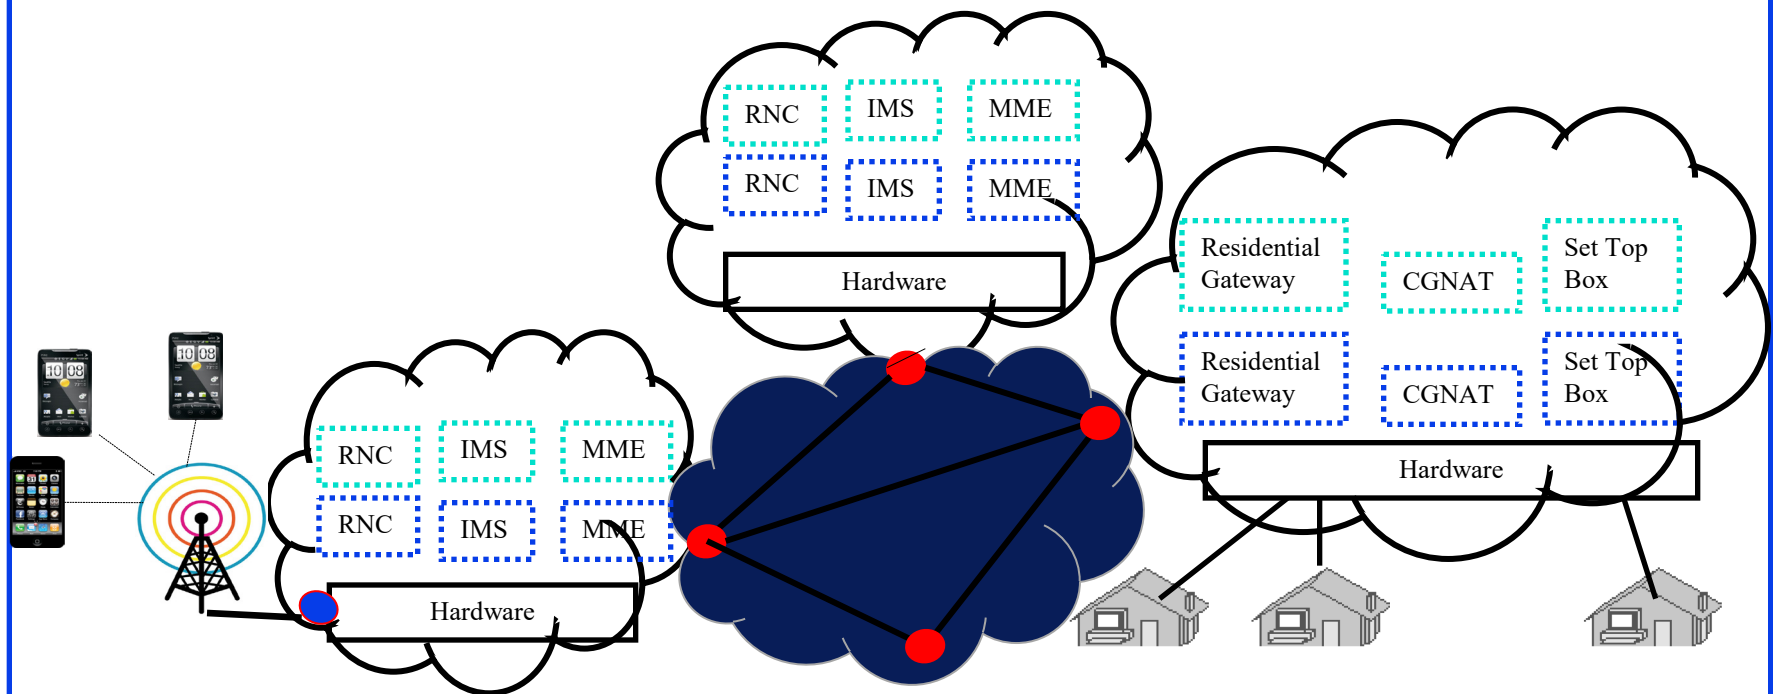 RNC
IMS
MME
RNC
IMS
MME
Hardware
Residential
Gateway
CGNAT
Set Top
Box
Residential
Gateway
CGNAT
Set Top
Box
Hardware
10 08
10 08
RNC
IMS
MME
RNC
IMS
MME
Hardware